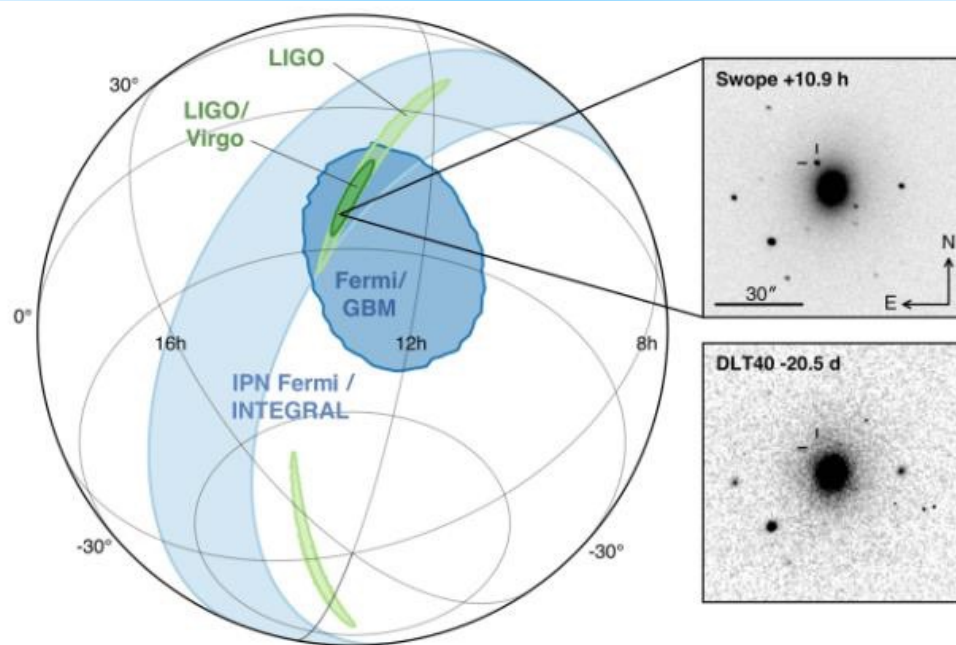 LIGO
30°
LIGO/
Virgo
Fermi/
GBM
0°
16h
12h
8h
IPN Fermi /
INTEGRAL
-30°
-30°
Swope +10.9 h
N
30"
E
DLT40 -20.5 d